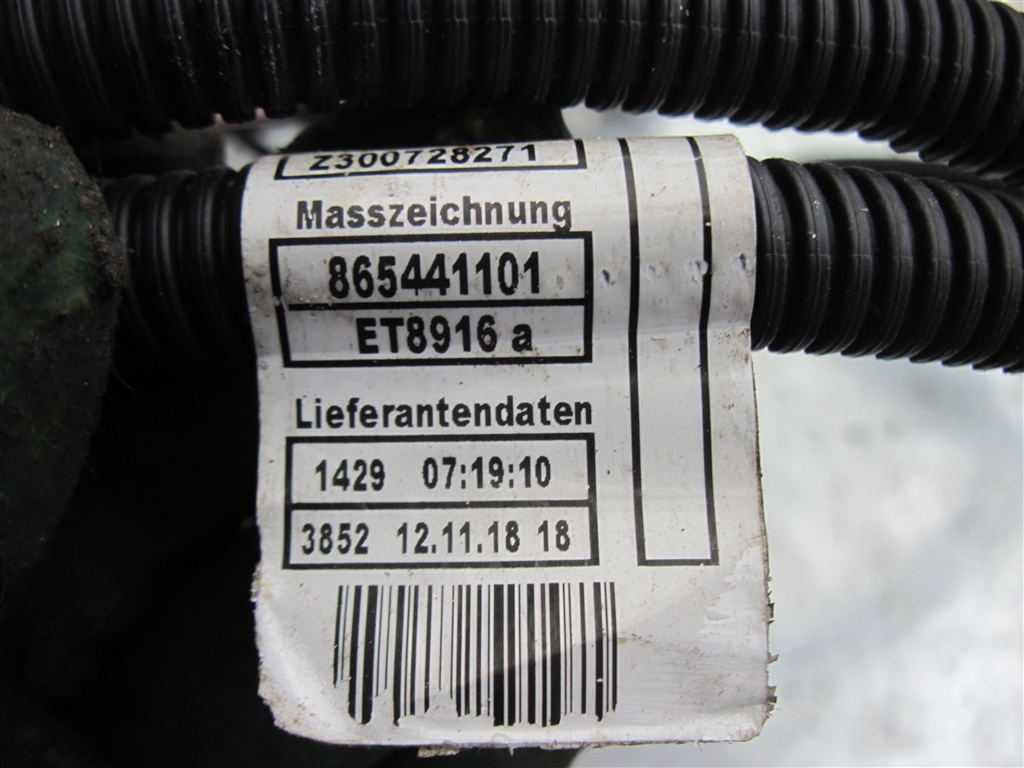 Z300728271
Masszeichnung
865441101
ET8916 a
Lieferantendaten
1429 07:19:10
3852 12.11.18 18